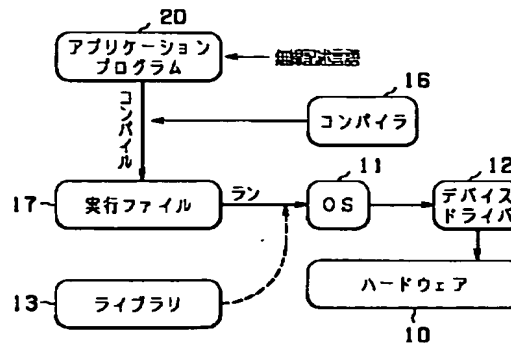 20
アプリケーション
プログラム
16
コンパイル
コンパイラ
11
12
17
実行ファイル
ラン
OS
デバイス
ドライバ
13
ライブラリ
ハードウェア
10